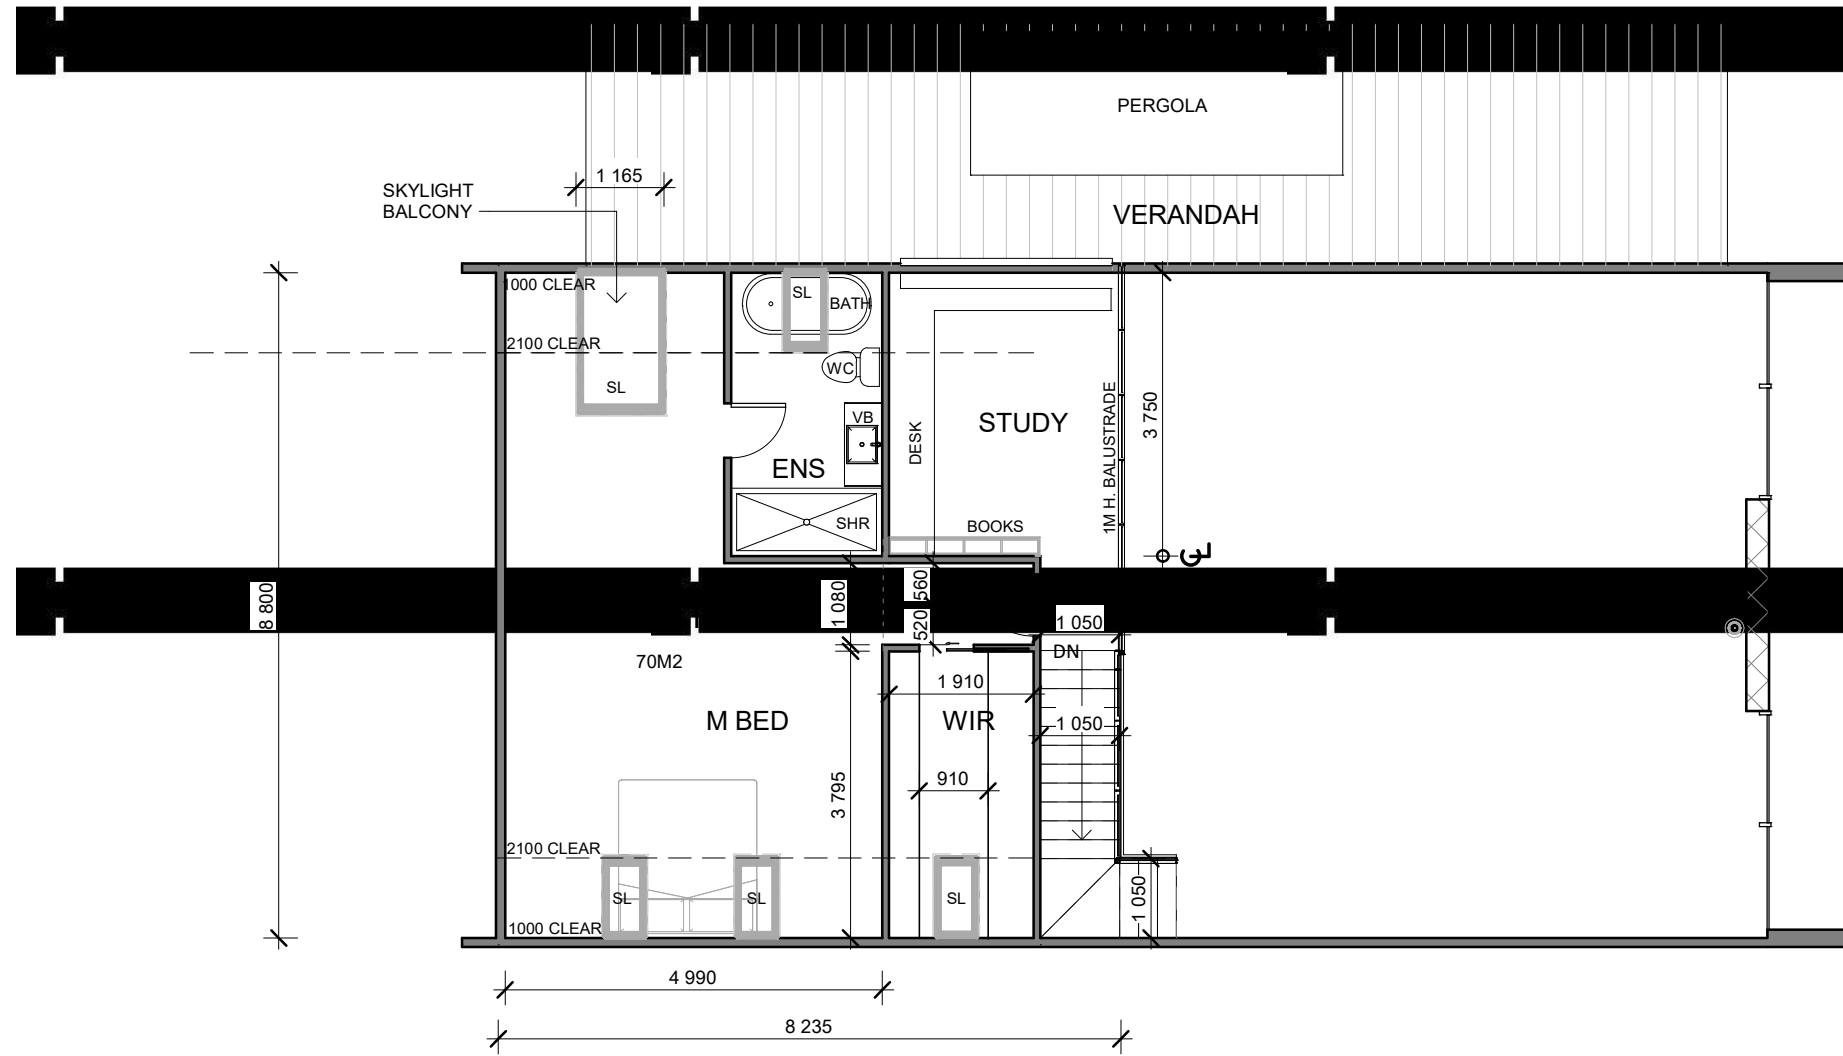 PERGOLA
1 165
SKYLIGHT
BALCONY
VERANDAH
1000 CLEAR
SL
BATH
2100 CLEAR
WC
SL
VB
DESK
STUDY
1M H. BALUSTRADE
3 750
ENS
SHR
BOOKS
CL
8 800
1 080
560
520
1 050
70M2
DN
1 910
M BED
WIR
1 050
910
3 795
2100 CLEAR
SL
SL
SL
1 050
1000 CLEAR
4 990
8 235